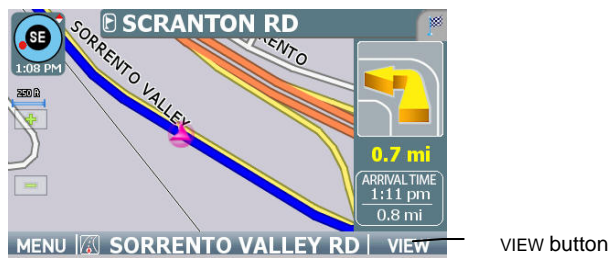 SCRANTON RD
SE
1:08 PM
SORRENTO VALLEY
ENTO
250 ft
0.7 mi
ARRIVAL TIME
1:11 pm
0.8 mi
MENU SORRENTO VALLEY RD VIEW
VIEW button